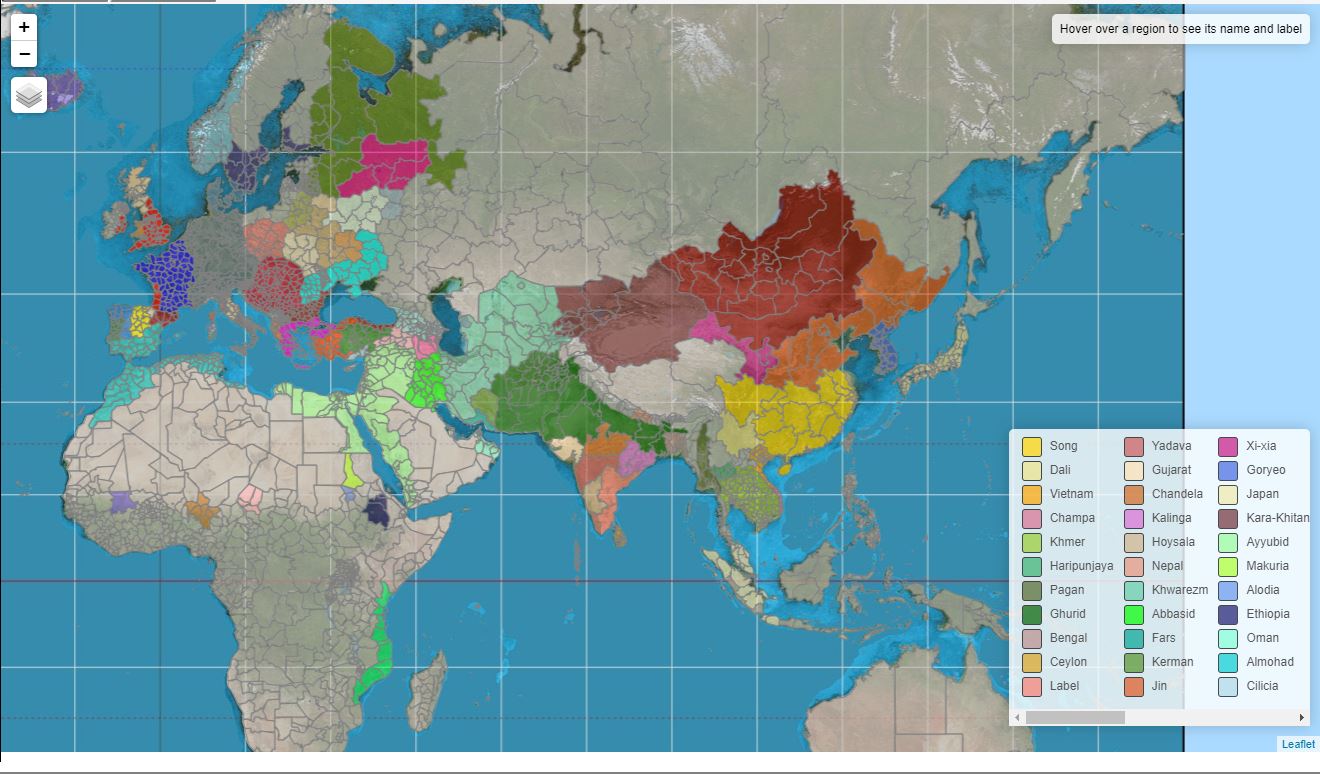 +
−
Hover over a region to see its name and label
Song
Dali
Vietnam
Champa
Khmer
Haripunjaya
Pagan
Ghurid
Bengal
Ceylon
Label
Yadava
Gujarat
Chandela
Kalinga
Hoysala
Nepal
Khwarezm
Abbasid
Fars
Kerman
Jin
Xi-xia
Goryeo
Japan
Kara-Khitan
Ayyubid
Makuria
Alodia
Ethiopia
Oman
Almohad
Cilicia
Leaflet